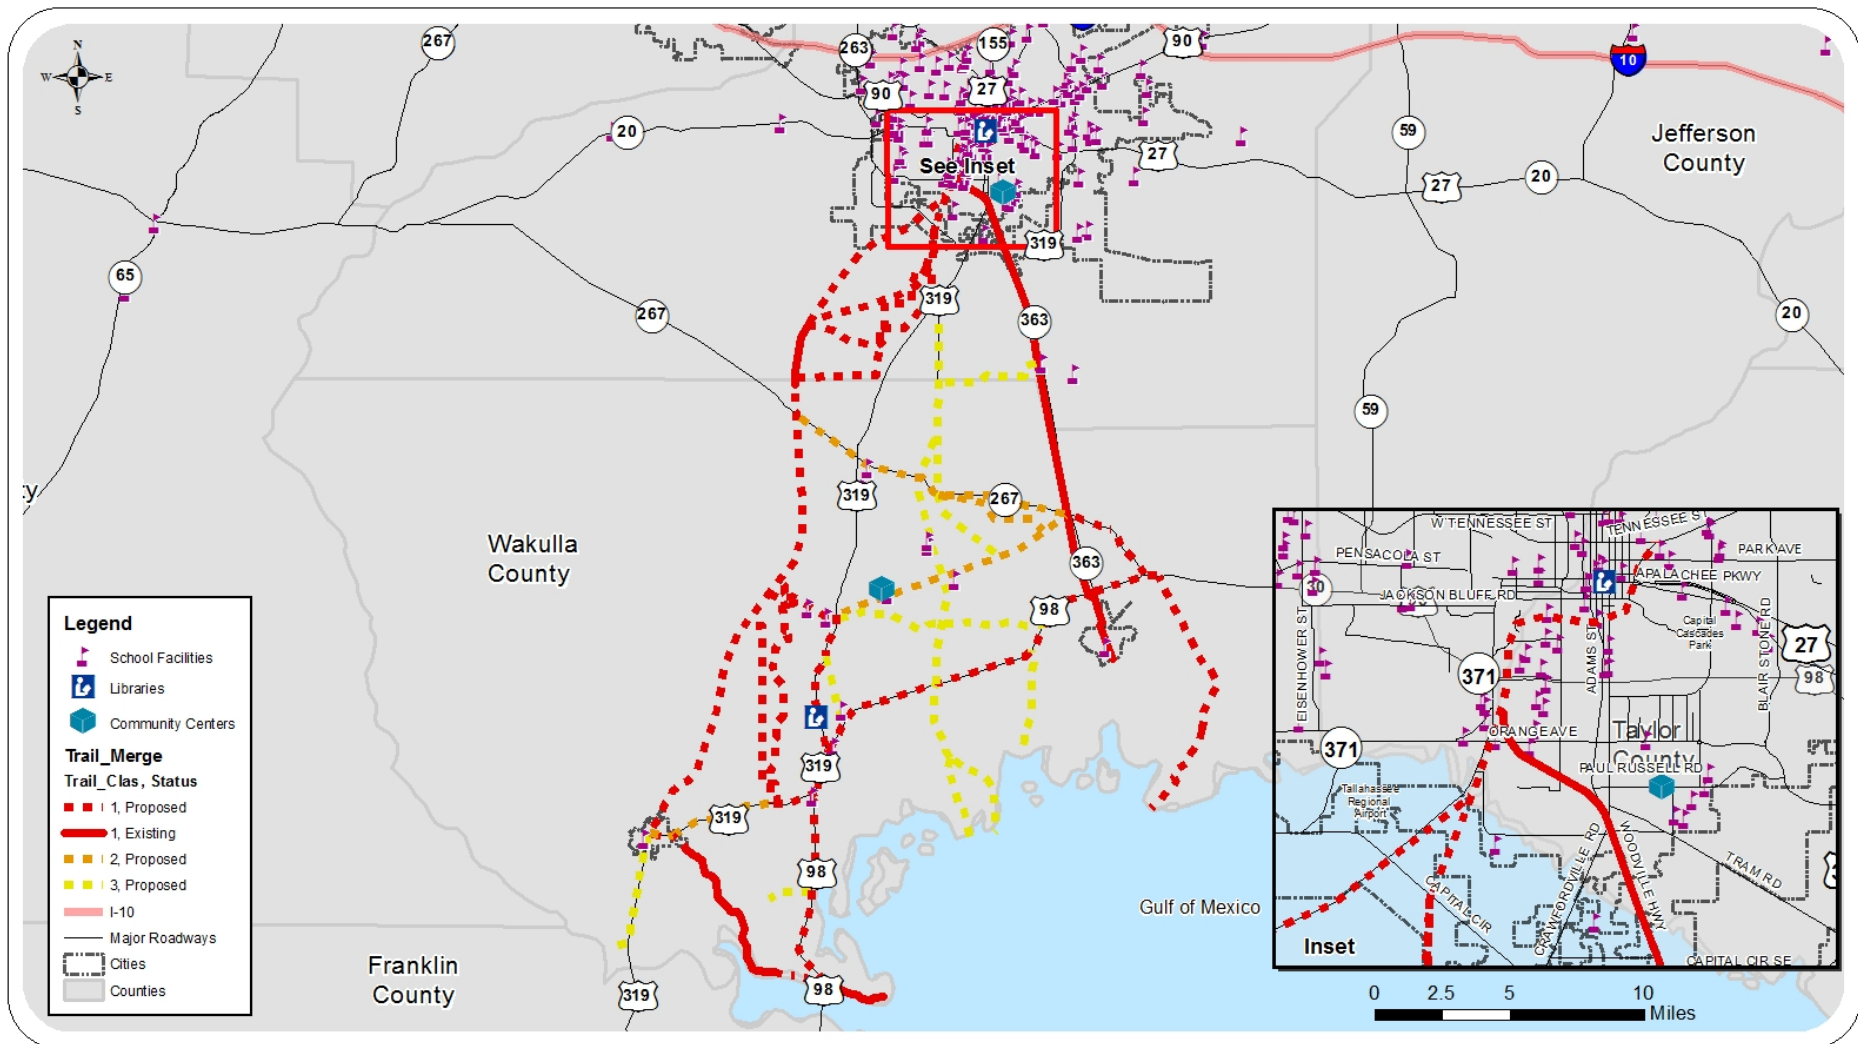 N
W
E
S
267
263
155
90
10
90
27
20
59
27
Jefferson
County
See Inset
27
20
319
65
267
319
363
20
59
319
267
Wakulla
County
363
98
319
319
98
98
319
Franklin
County
Gulf of Mexico
Legend
School Facilities
Libraries
Community Centers
Trail_Merge
Trail_Clas, Status
1, Proposed
1, Existing
2, Proposed
3, Proposed
I-10
Major Roadways
Cities
Counties
W TENNESSEE ST
TENNESSEE ST
PENSACOLA ST
PARK AVE
APALACHEE PKWY
JACKSON BLUFF RD
Capital
Cascades
Park
EISENHOWER ST
ADAMS ST
BLAIR STONE RD
27
98
371
371
ORANGE AVE
Taylor
County
PAUL RUSSELL RD
Tallahassee
Regional
Airport
CAPITAL CIR
CRAWFORDVILLE RD
WOODVILLE HWY
TRAM RD
CAPITAL CIR SE
Inset
0 2.5 5 10
Miles